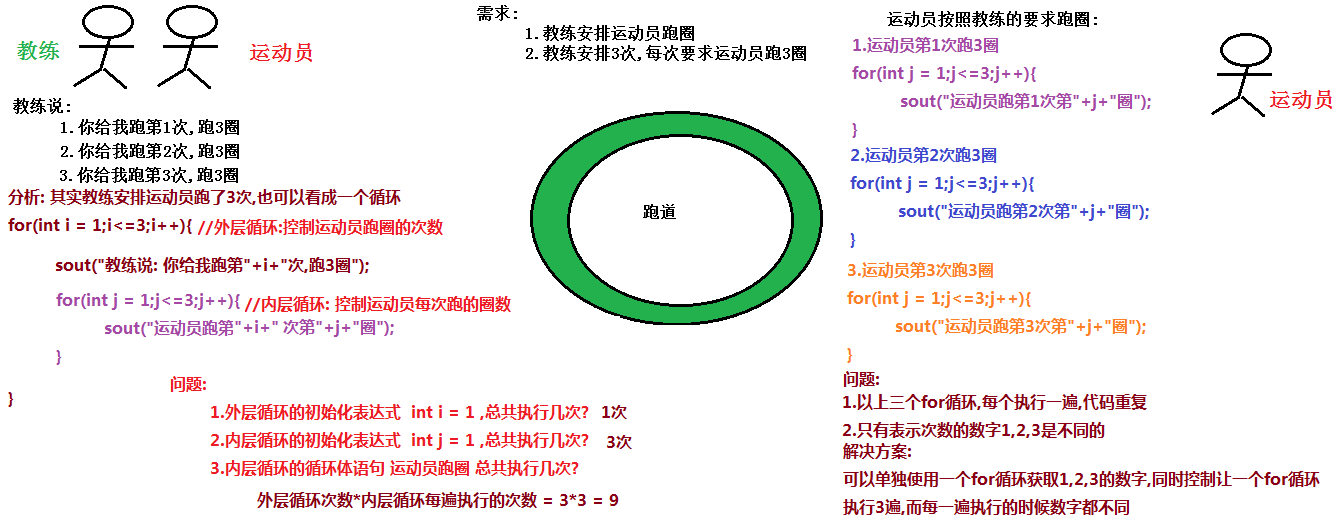 教练
运动员
教练说:
1.你给我跑第1次,跑3圈
2.你给我跑第2次,跑3圈
3.你给我跑第3次,跑3圈
分析: 其实教练安排运动员跑了3次,也可以看成一个循环
for(int i = 1;i<=3;i++){ //外层循环:控制运动员跑圈的次数
sout("教练说: 你给我跑第"+i+"次,跑3圈");
for(int j = 1;j<=3;j++){ //内层循环: 控制运动员每次跑的圈数
sout("运动员跑第"+i+" 次第"+j+"圈");
}
}
问题:
1.外层循环的初始化表达式 int i = 1 ,总共执行几次? 1次
2.内层循环的初始化表达式 int j = 1 ,总共执行几次? 3次
3.内层循环的循环体语句 运动员跑圈 总共执行几次?
外层循环次数*内层循环每遍执行的次数 = 3*3 = 9
需求:
1.教练安排运动员跑圈
2.教练安排3次,每次要求运动员跑3圈
跑道
运动员按照教练的要求跑圈:
1.运动员第1次跑3圈
for(int j = 1;j<=3;j++){
sout("运动员跑第1次第"+j+"圈");
}
2.运动员第2次跑3圈
for(int j = 1;j<=3;j++){
sout("运动员跑第2次第"+j+"圈");
}
3.运动员第3次跑3圈
for(int j = 1;j<=3;j++){
sout("运动员跑第3次第"+j+"圈");
}
运动员
问题:
1.以上三个for循环,每个执行一遍,代码重复
2.只有表示次数的数字1,2,3是不同的
解决方案:
可以单独使用一个for循环获取1,2,3的数字,同时控制让一个for循环
执行3遍,而每一遍执行的时候数字都不同